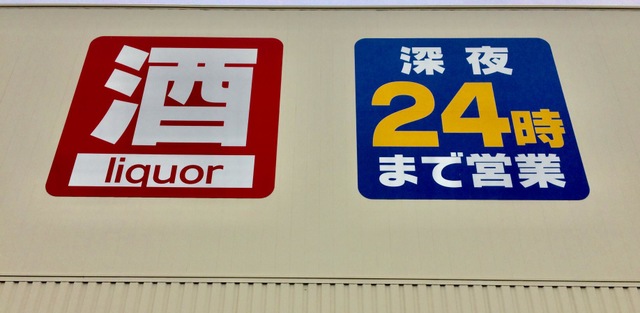 酒
liquor
深夜
24時
まで営業